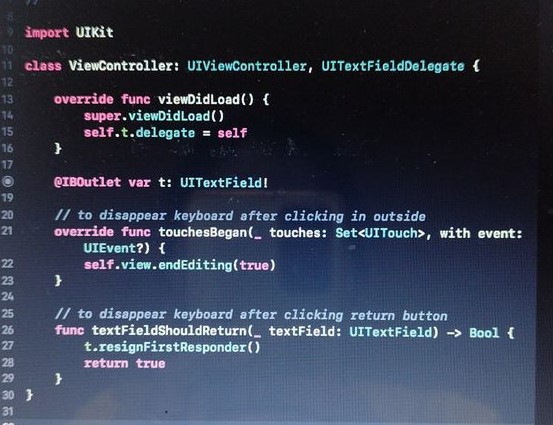 //
8
9 import UIKit
10
11 class ViewController: UIViewController, UITextFieldDelegate {
12
13 override func viewDidLoad() {
14 super.viewDidLoad()
15 self.t.delegate = self
16 }
17
@IBOutlet var t: UITextField!
19
20 // to disappear keyboard after clicking in outside
21 override func touchesBegan(_ touches: Set<UITouch>, with event:
UIEvent?) {
22 self.view.endEditing(true)
23 }
24
25 // to disappear keyboard after clicking return button
26 func textFieldShouldReturn(_ textField: UITextField) -> Bool {
27 t.resignFirstResponder()
28 return true
29 }
30 }
31